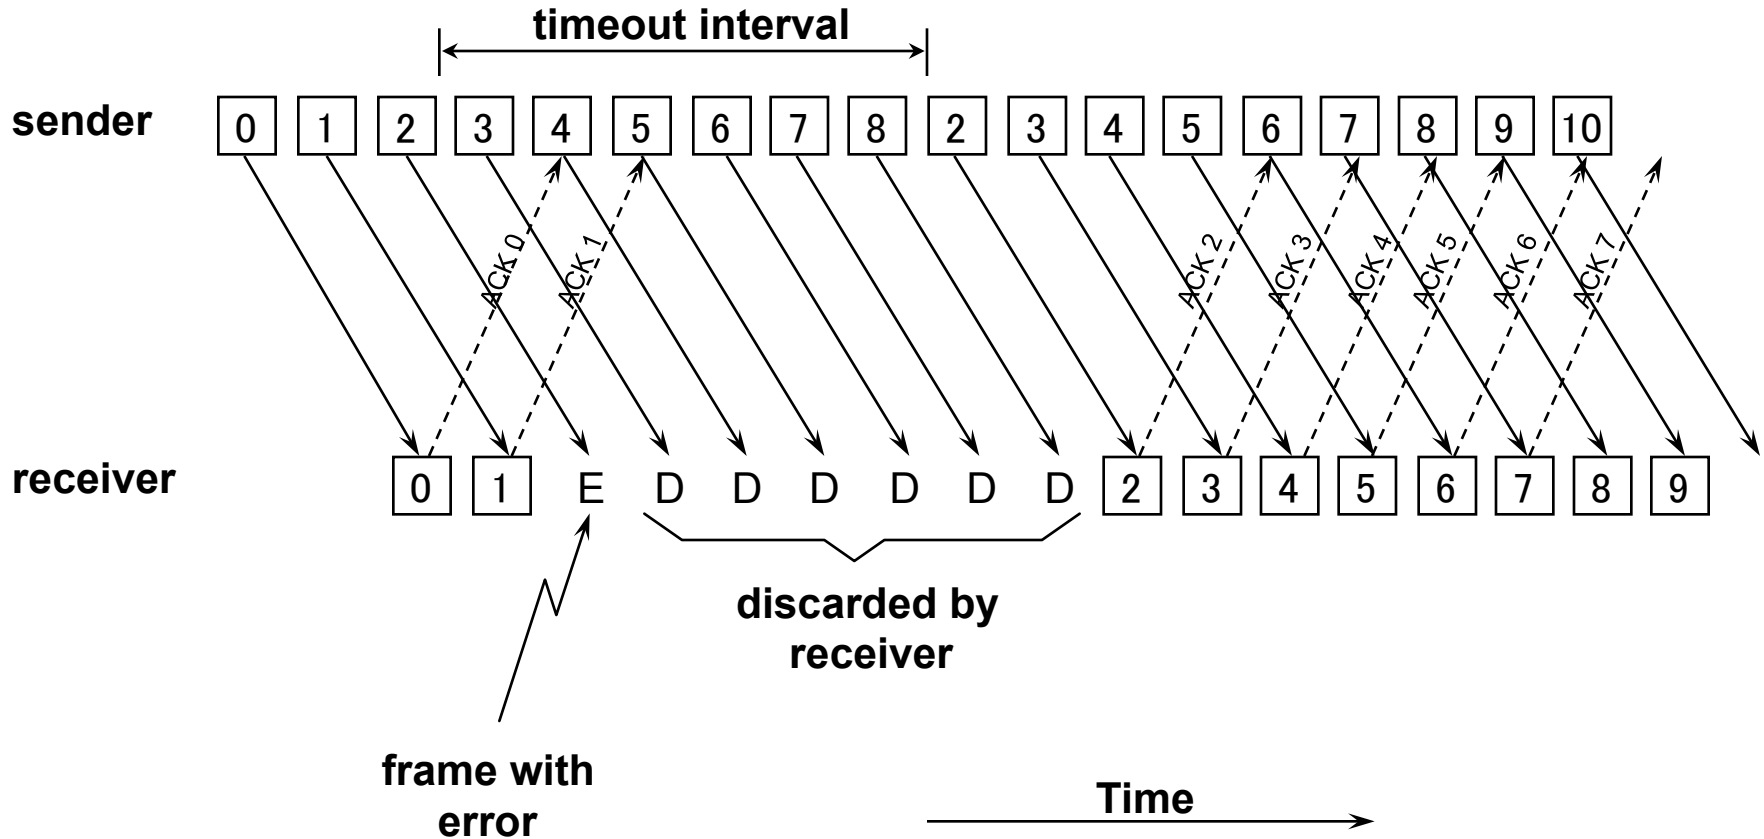 timeout interval
sender 0 1 2 3 4 5 6 7 8 2 3 4 5 6 7 8 9 10
ACK 0 ACK 1 ACK 2 ACK 3 ACK 4 ACK 5 ACK 6 ACK 7
receiver 0 1 E D D D D D D 2 3 4 5 6 7 8 9
discarded by
receiver
frame with
error
Time